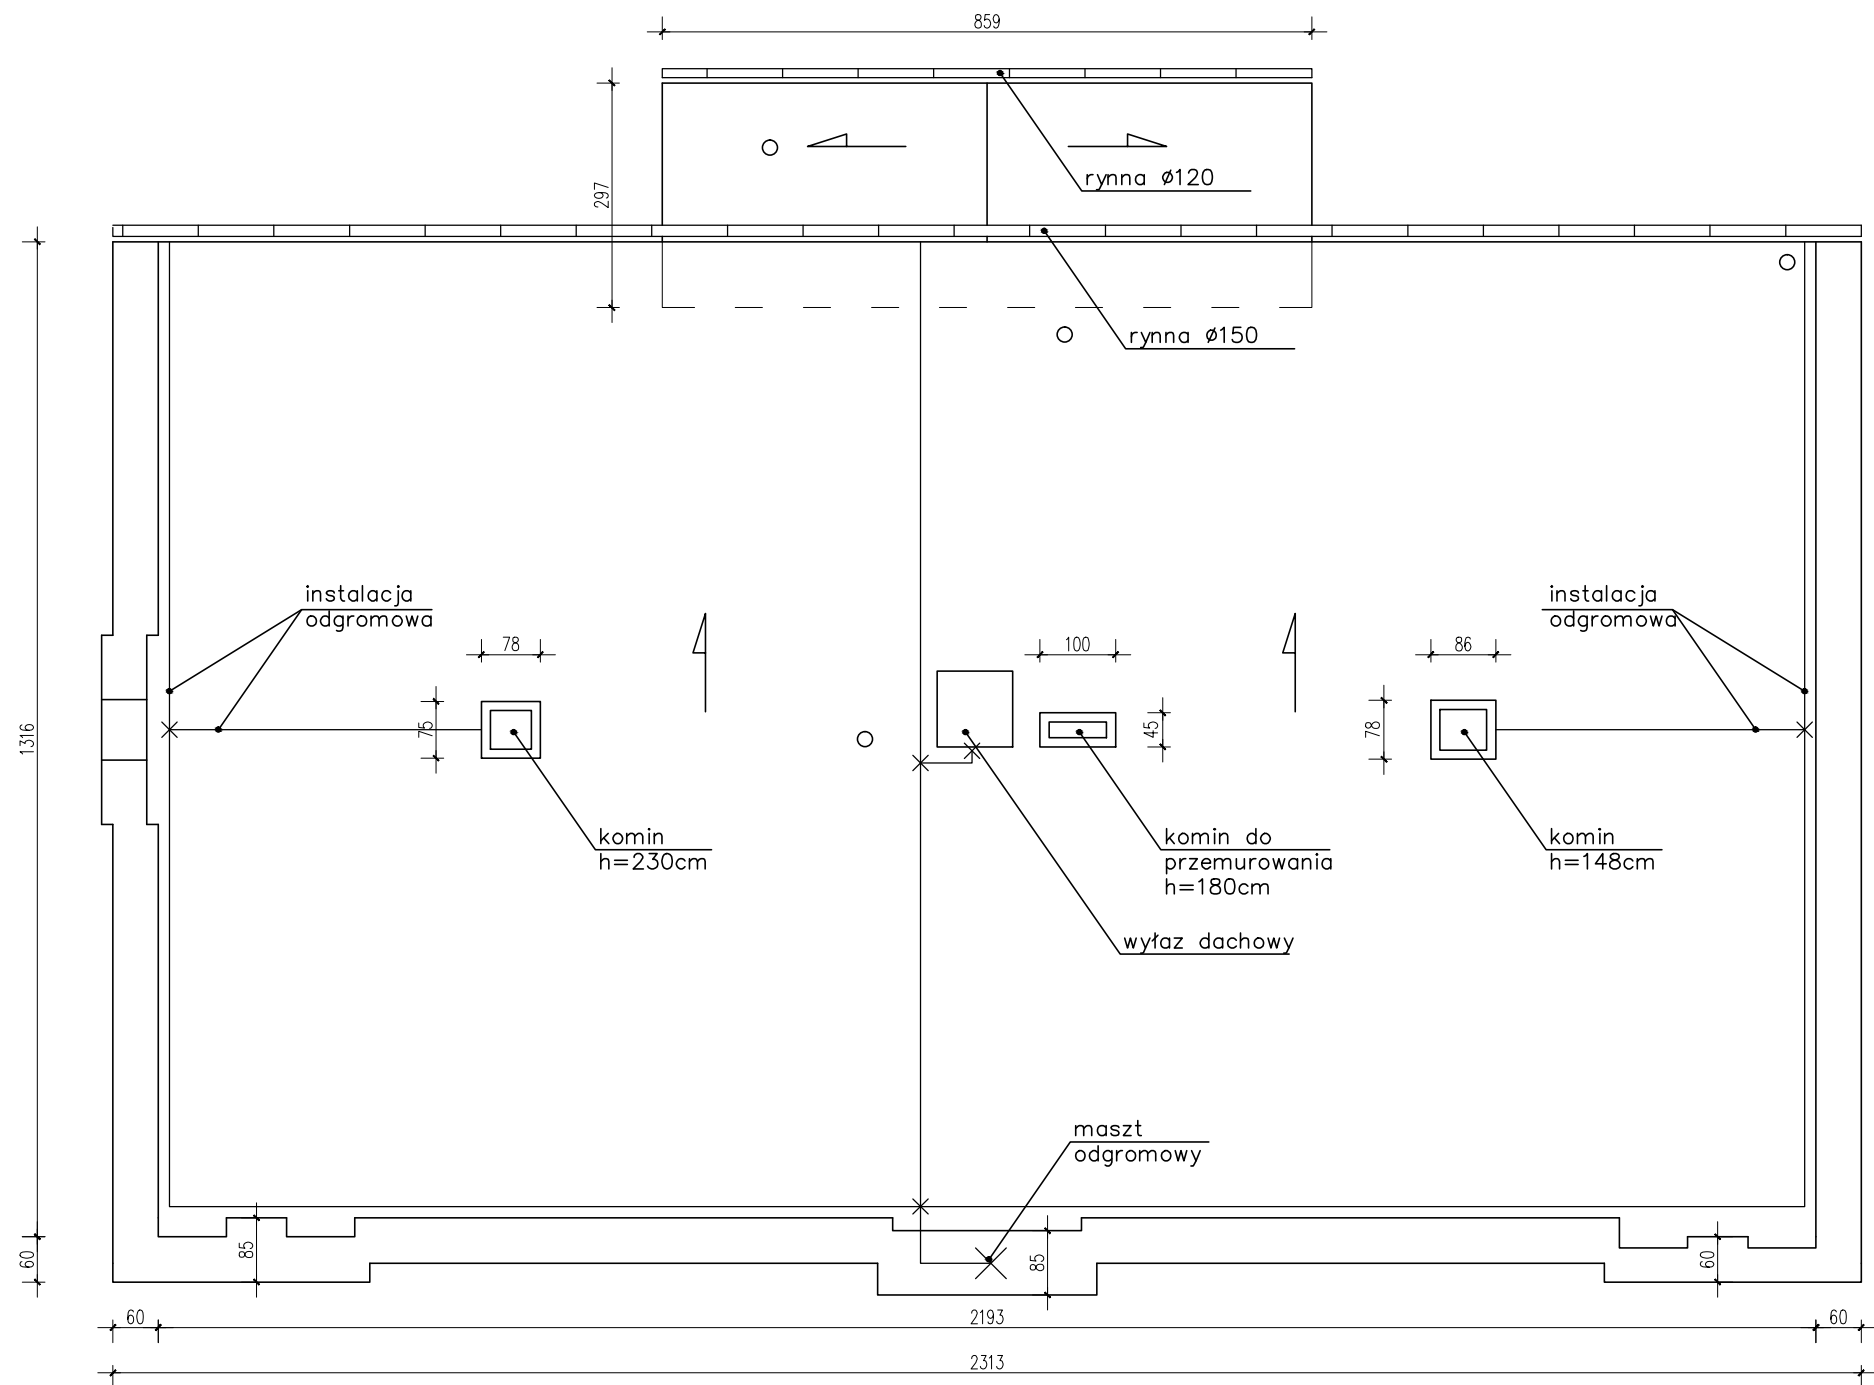 859
297
rynna ø120
rynna ø150
1316
instalacja
odgromowa
instalacja
odgromowa
78
75
100
45
86
78
komin
h=230cm
komin do
przemurowania
h=180cm
komin
h=148cm
wyłaz dachowy
maszt
odgromowy
60
85
85
60
60
2193
60
2313